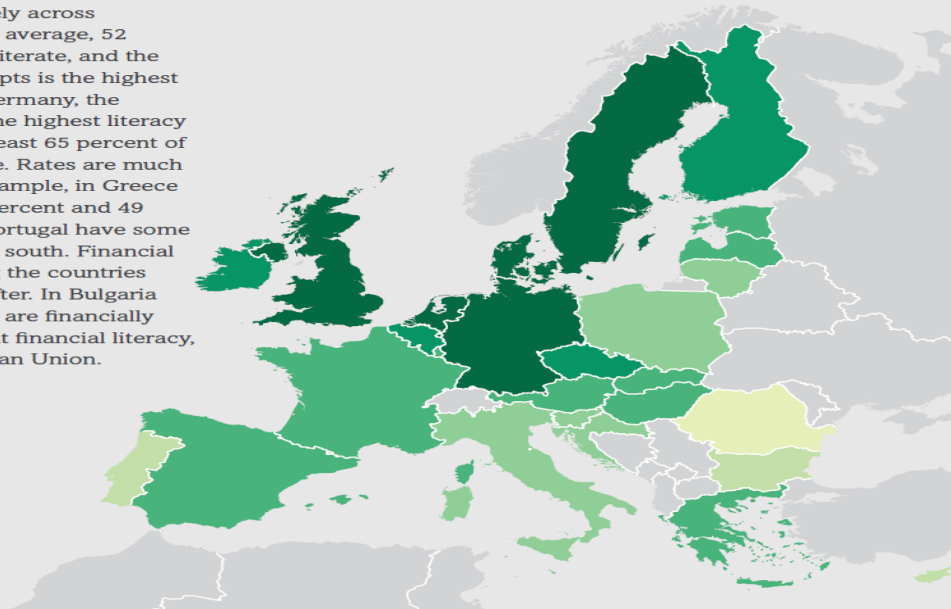 ely across
average, 52
iterate, and the
pts is the highest
ermany, the
ne highest literacy
east 65 percent of
e. Rates are much
ample, in Greece
ercent and 49
ortugal have some
south. Financial
the countries
fter. In Bulgaria
are financially
t financial literacy,
an Union.